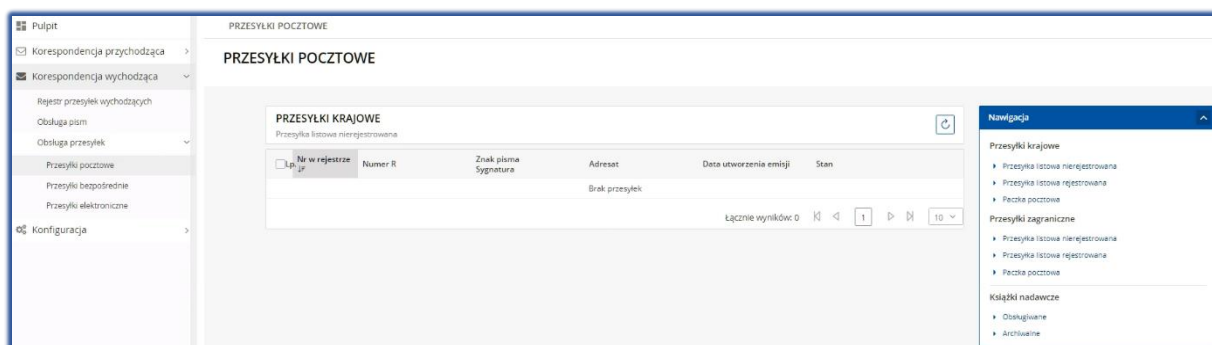 Pulpit
Korespondencja przychodząca
Korespondencja wychodząca
Rejestr przesyłek wychodzących
Obsługa pism
Obsługa przesyłek
Przesyłki pocztowe
Przesyłki bezpośrednie
Przesyłki elektroniczne
Konfiguracja
PRZESYŁKI POCZTOWE
PRZESYŁKI POCZTOWE
PRZESYŁKI KRAJOWE
Przesyłka listowa nierejestrowana
Lp. Nr w rejestrze Numer R Znak pisma Sygnatura Adresat Data utworzenia emisji Stan
Brak przesyłek
Łącznie wyników: 0 1 10
Nawigacja
Przesyłki krajowe
Przesyłka listowa nierejestrowana
Przesyłka listowa rejestrowana
Paczka pocztowa
Przesyłki zagraniczne
Przesyłka listowa nierejestrowana
Przesyłka listowa rejestrowana
Paczka pocztowa
Książki nadawcze
Obsługiwane
Archiwalne